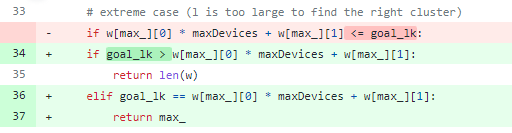 33 # extreme case (l is too large to find the right cluster)
- if w[max_][0] * maxDevices + w[max_][1] <= goal_lk:
34 + if goal_lk > w[max_][0] * maxDevices + w[max_][1]:
35 return len(w)
36 + elif goal_lk == w[max_][0] * maxDevices + w[max_][1]:
37 + return max_